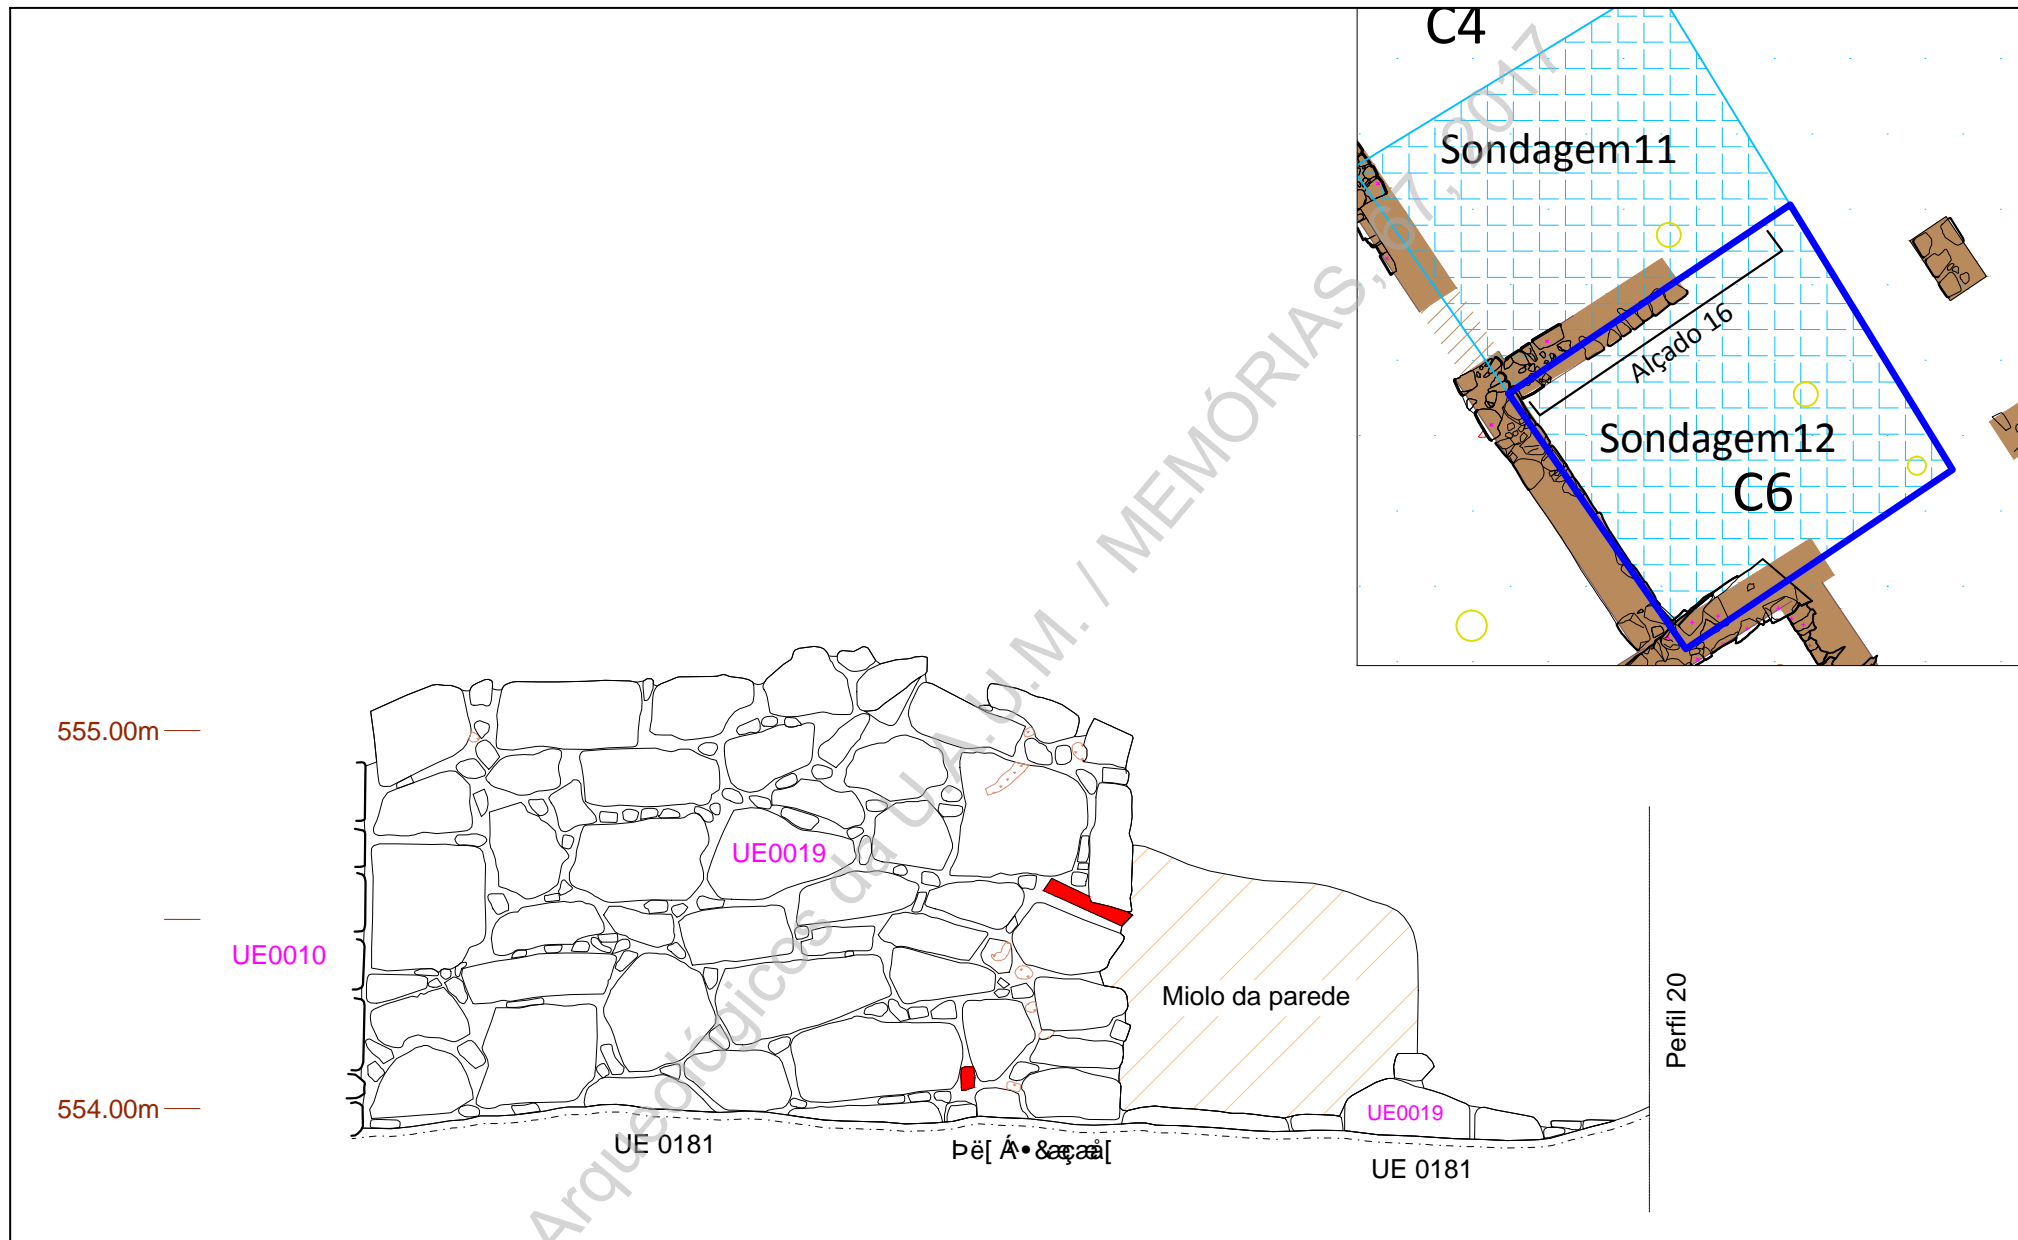 C4
Sondagem11
Alçado 16
Sondagem12
C6
555.00m
UE0019
UE0010
Miolo da parede
Perfil 20
554.00m
UE0019
UE 0181
UE 0181
Arqueológicos da U.A.U.M. / MEMÓRIAS, 67, 2017